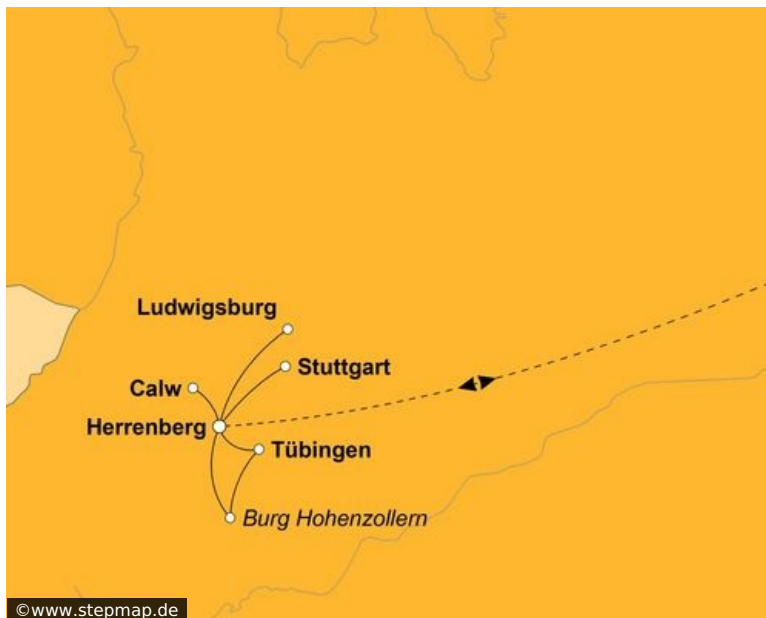 Ludwigsburg
Stuttgart
Calw
Herrenberg
Tübingen
Burg Hohenzollern
©www.stepmap.de